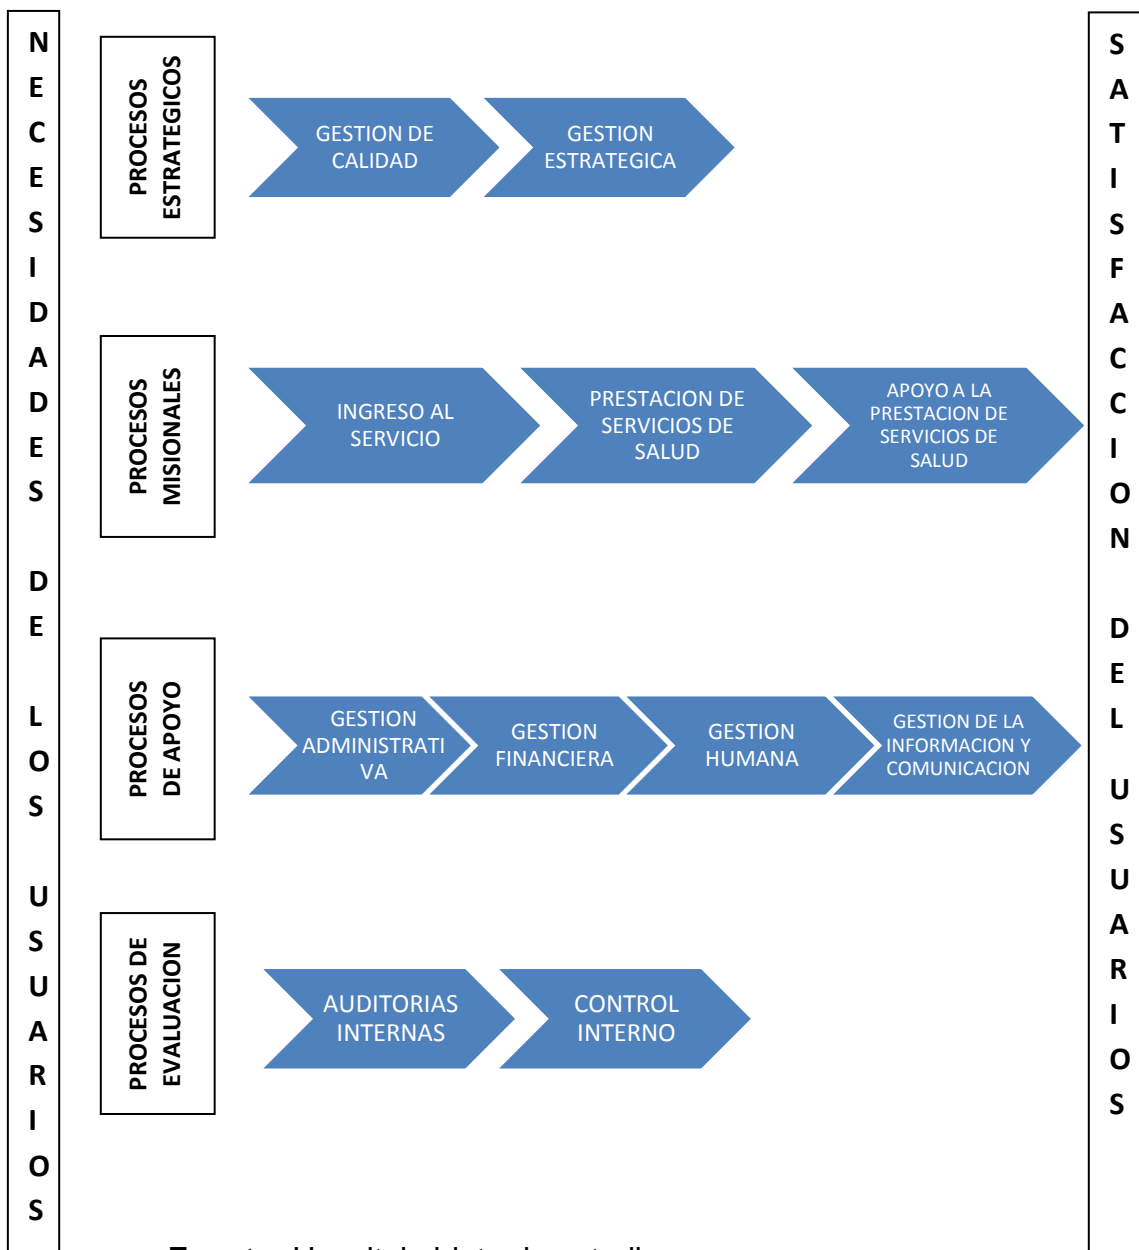 NECESIDADES DE LOS USUARIOS
PROCESOS
ESTRATEGICOS
GESTION DE
CALIDAD
GESTION
ESTRATEGICA
PROCESOS
MISIONALES
INGRESO AL
SERVICIO
PRESTACION DE
SERVICIOS DE
SALUD
APOYO A LA
PRESTACION DE
SERVICIOS DE
SALUD
PROCESOS
DE APOYO
GESTION
ADMINISTRATI
VA
GESTION
FINANCIERA
GESTION
HUMANA
GESTION DE LA
INFORMACION Y
COMUNICACION
PROCESOS DE
EVALUACION
AUDITORIAS
INTERNAS
CONTROL
INTERNO
SATISFACCION DEL USUARIOS